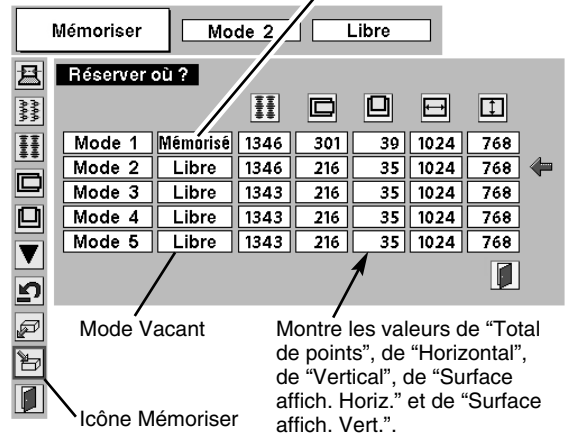 Mémoriser Mode 2 Libre
Réserver où ?
Mode 1 Mémorisé 1346 301 39 1024 768
Mode 2 Libre 1346 216 35 1024 768
Mode 3 Libre 1343 216 35 1024 768
Mode 4 Libre 1343 216 35 1024 768
Mode 5 Libre 1343 216 35 1024 768
Mode Vacant
Montre les valeurs de “Total
de points”, de “Horizontal”,
de “Vertical”, de “Surface
affich. Horiz.” et de “Surface
affich. Vert.”.
Icône Mémoriser